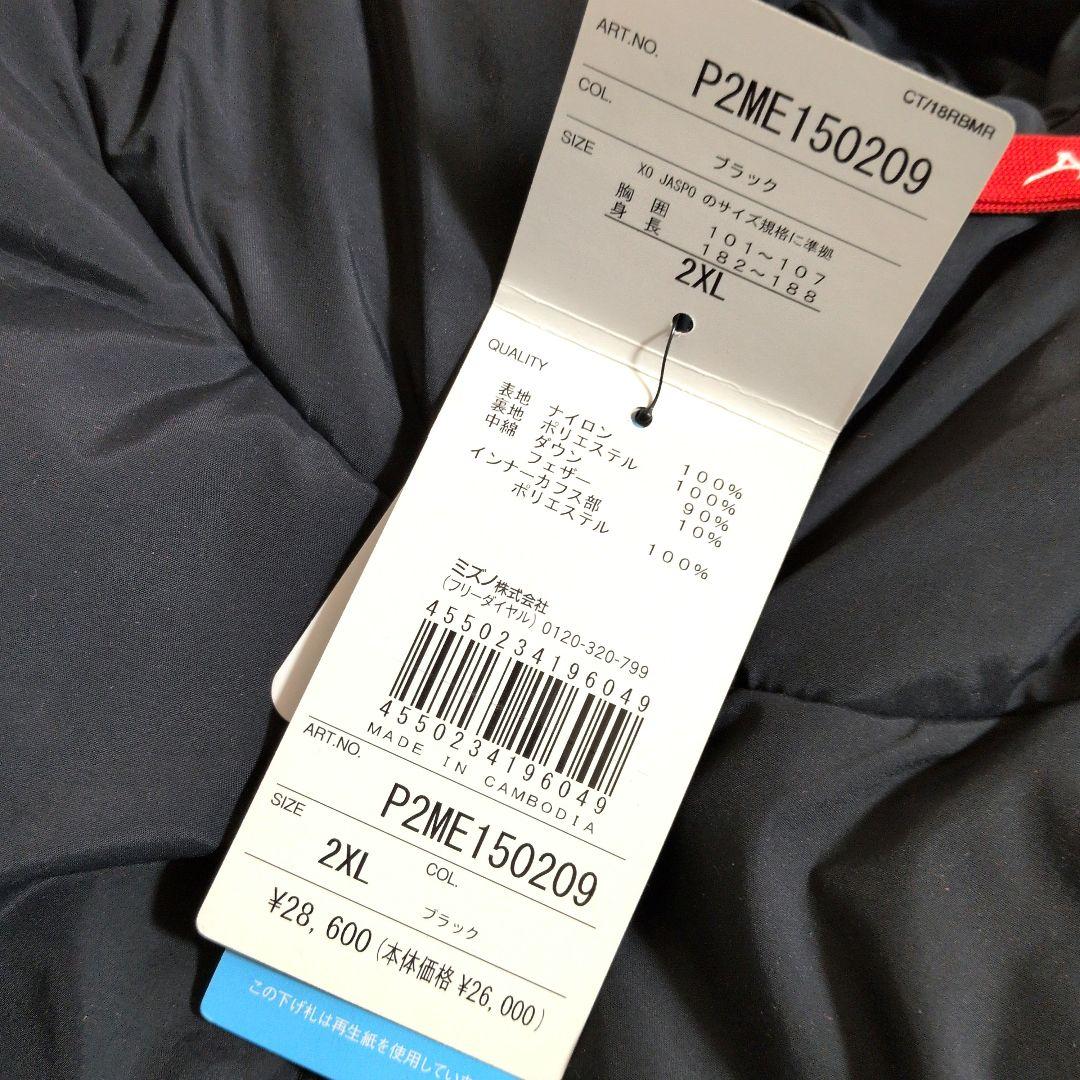 ART.NO.
P2ME150209
CT/18RBMR
COL.
ブラック
SIZE
XO JASPO のサイズ規格に準拠
胸囲 101～107
身長 182～188
2XL
QUALITY
表地 ナイロン 100%
裏地 ポリエステル 100%
中綿 ダウン 90%
フェザー 10%
インナーカフス部
ポリエステル 100%
ミズノ株式会社
(フリーダイヤル) 0120-320-799
4550234196049
4550234196049
MADE IN CAMBODIA
ART.NO.
P2ME150209
SIZE
2XL
COL.
ブラック
¥28,600 (本体価格 ¥26,000)
この下げ札は再生紙を使用していま